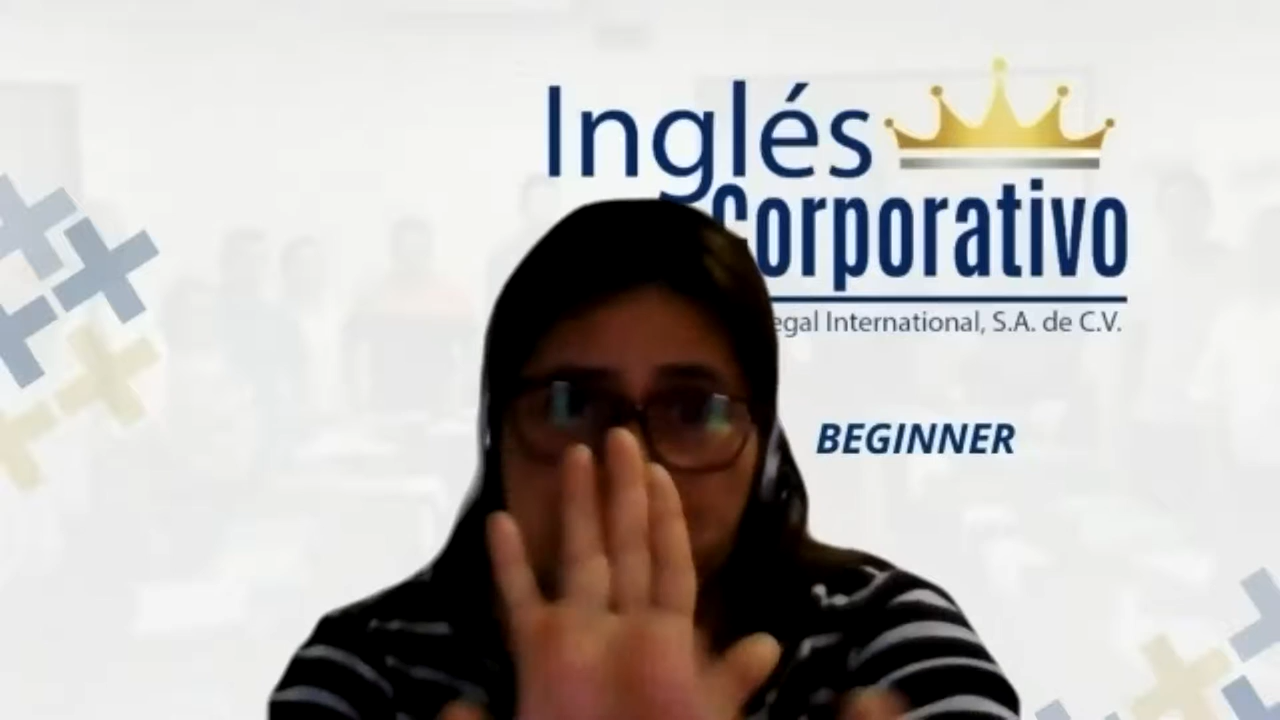 Inglés
Corporativo
egal International, S.A. de C.V.
BEGINNER